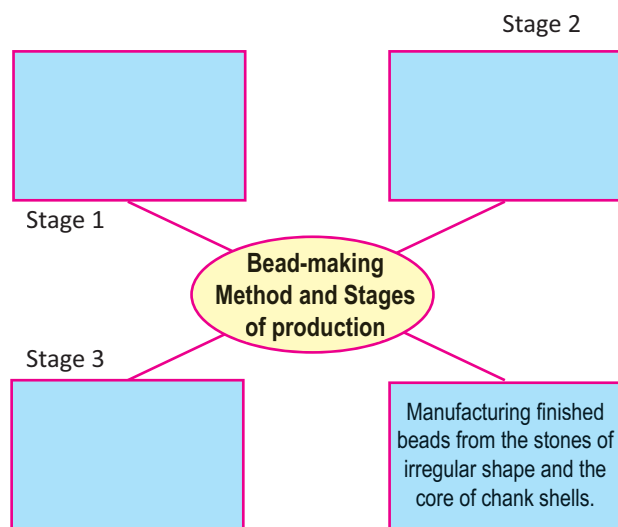 Stage 2
Stage 1
Bead-making
Method and Stages
of production
Stage 3
Manufacturing finished
beads from the stones of
irregular shape and the
core of chank shells.